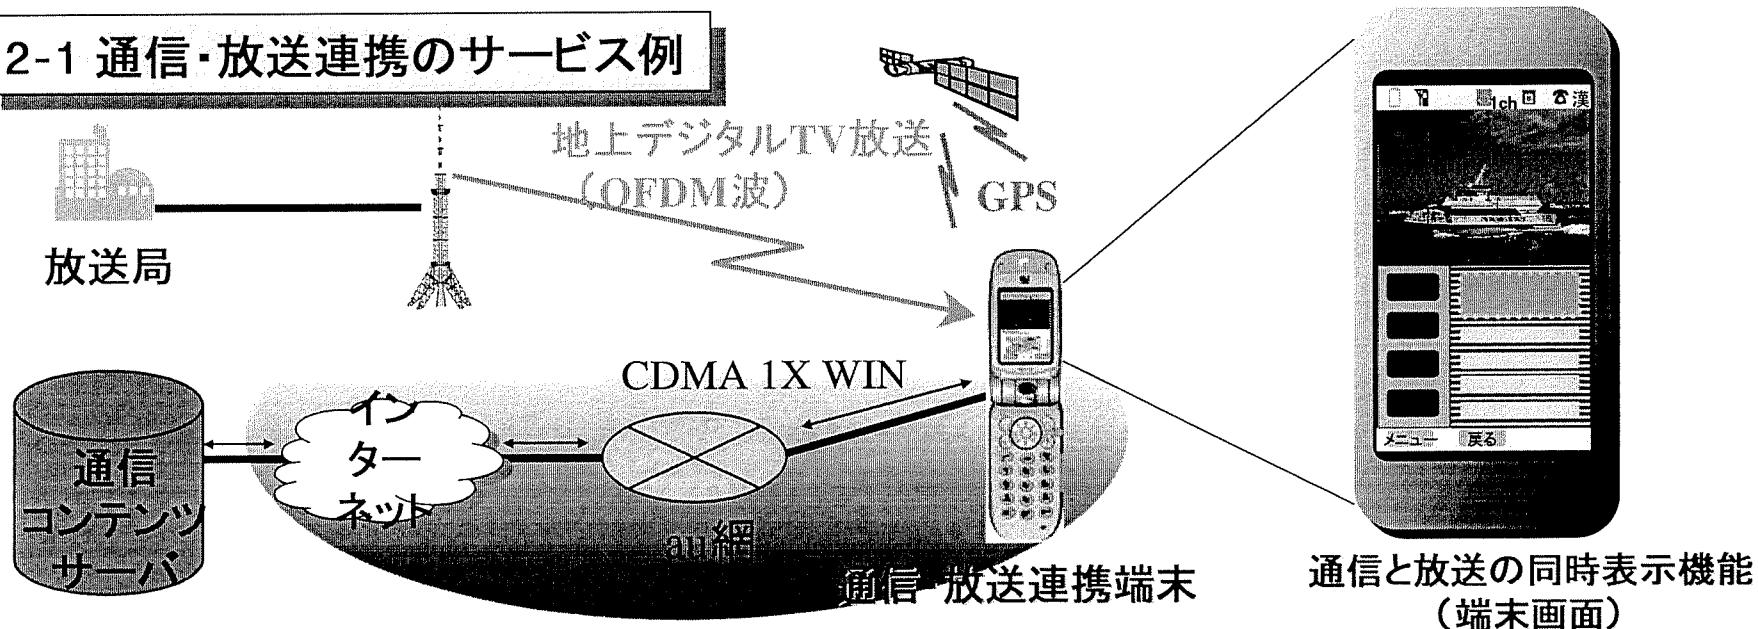 2-1 通信・放送連携のサービス例
地上デジタルTV放送
（OFDM波）
GPS
放送局
1ch
漢
メニュー 戻る
CDMA 1X WIN
通信
コンテンツ
サーバ
イン
ター
ネット
au網
通信・放送連携端末
通信と放送の同時表示機能
（端末画面）